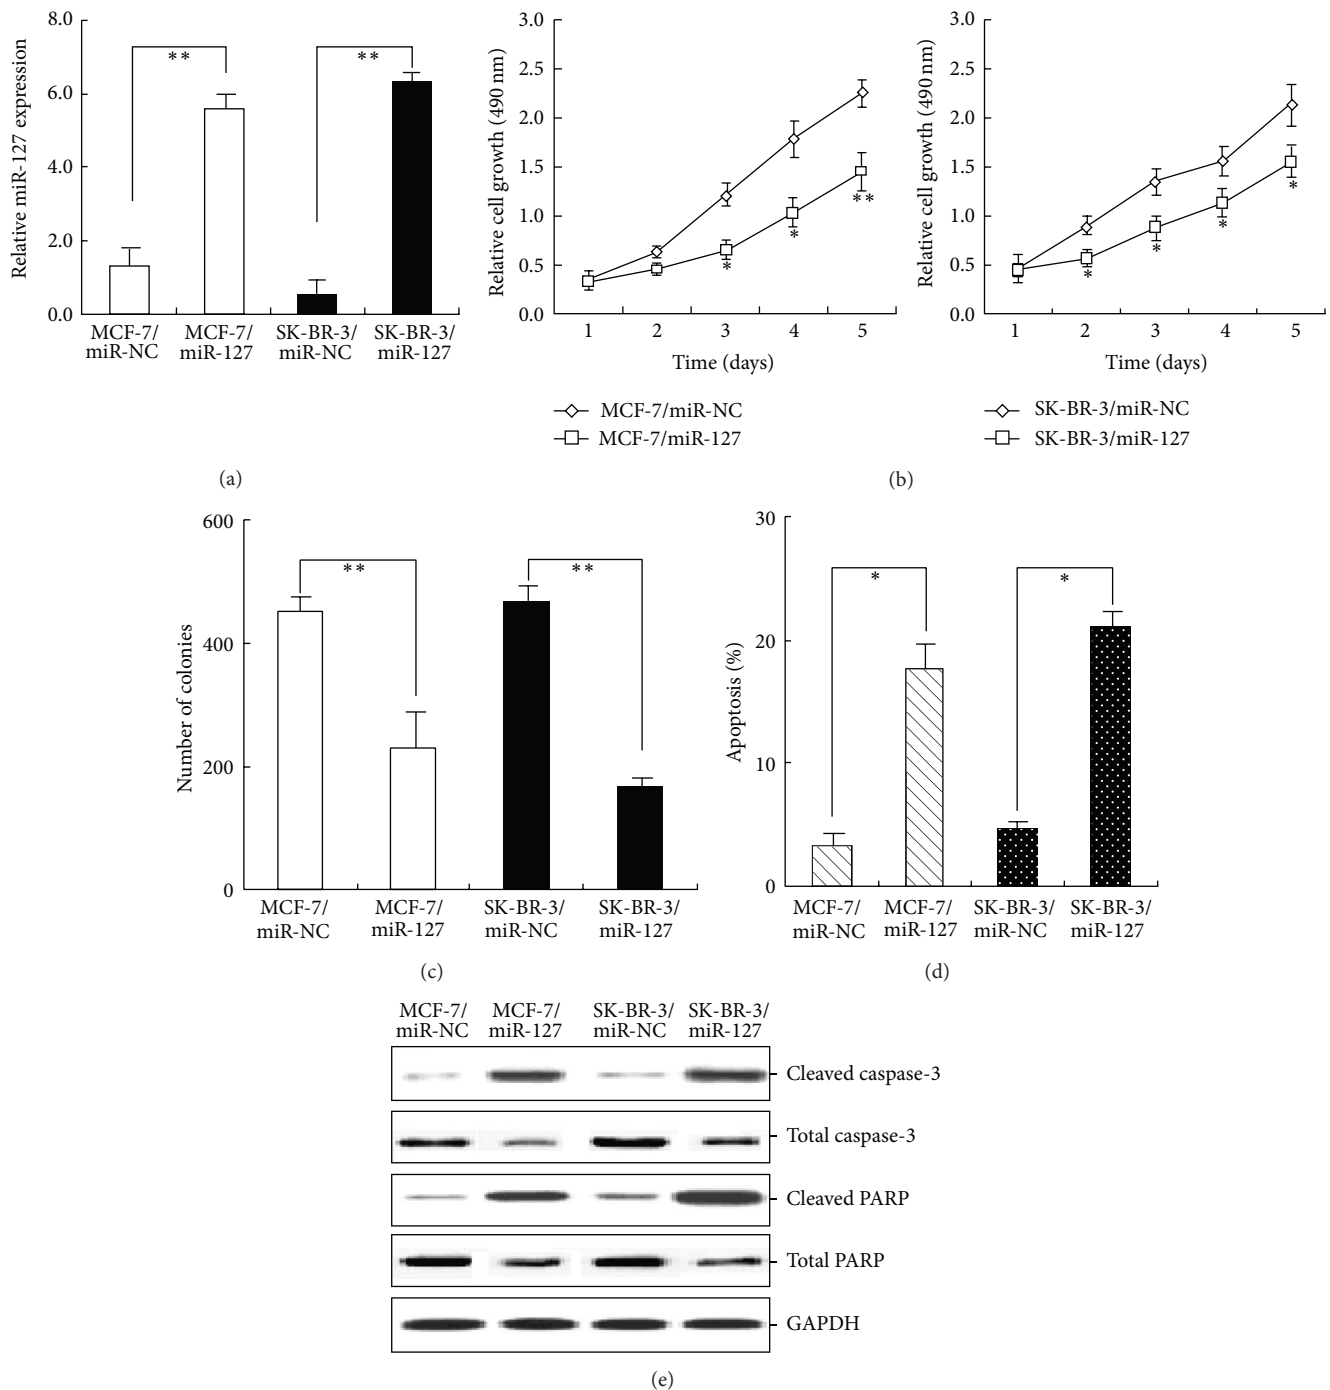 8.0
6.0
4.0
2.0
0.0
Relative miR-127 expression
**
**
MCF-7/
miR-NC
MCF-7/
miR-127
SK-BR-3/
miR-NC
SK-BR-3/
miR-127
(a)
3.0
2.5
2.0
1.5
1.0
0.5
0.0
Relative cell growth (490 nm)
*
*
**
1 2 3 4 5
Time (days)
MCF-7/miR-NC
MCF-7/miR-127
3.0
2.5
2.0
1.5
1.0
0.5
0.0
Relative cell growth (490 nm)
*
*
*
*
1 2 3 4 5
Time (days)
SK-BR-3/miR-NC
SK-BR-3/miR-127
(b)
600
400
200
0
Number of colonies
**
**
MCF-7/
miR-NC
MCF-7/
miR-127
SK-BR-3/
miR-NC
SK-BR-3/
miR-127
(c)
30
20
10
0
Apoptosis (%)
*
*
MCF-7/
miR-NC
MCF-7/
miR-127
SK-BR-3/
miR-NC
SK-BR-3/
miR-127
(d)
MCF-7/
miR-NC
MCF-7/
miR-127
SK-BR-3/
miR-NC
SK-BR-3/
miR-127
Cleaved caspase-3
Total caspase-3
Cleaved PARP
Total PARP
GAPDH
(e)